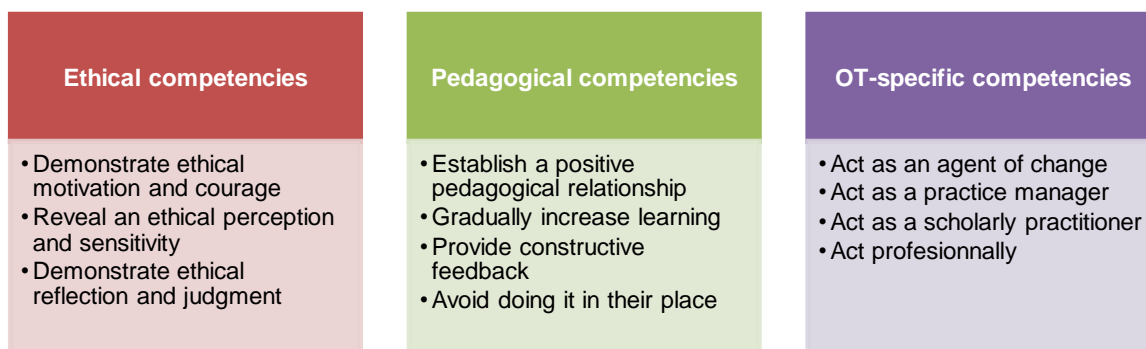 Ethical competencies
• Demonstrate ethical
motivation and courage
• Reveal an ethical perception
and sensitivity
• Demonstrate ethical
reflection and judgment
Pedagogical competencies
• Establish a positive
pedagogical relationship
• Gradually increase learning
• Provide constructive
feedback
• Avoid doing it in their place
OT-specific competencies
• Act as an agent of change
• Act as a practice manager
• Act as a scholarly practitioner
• Act profesionnally